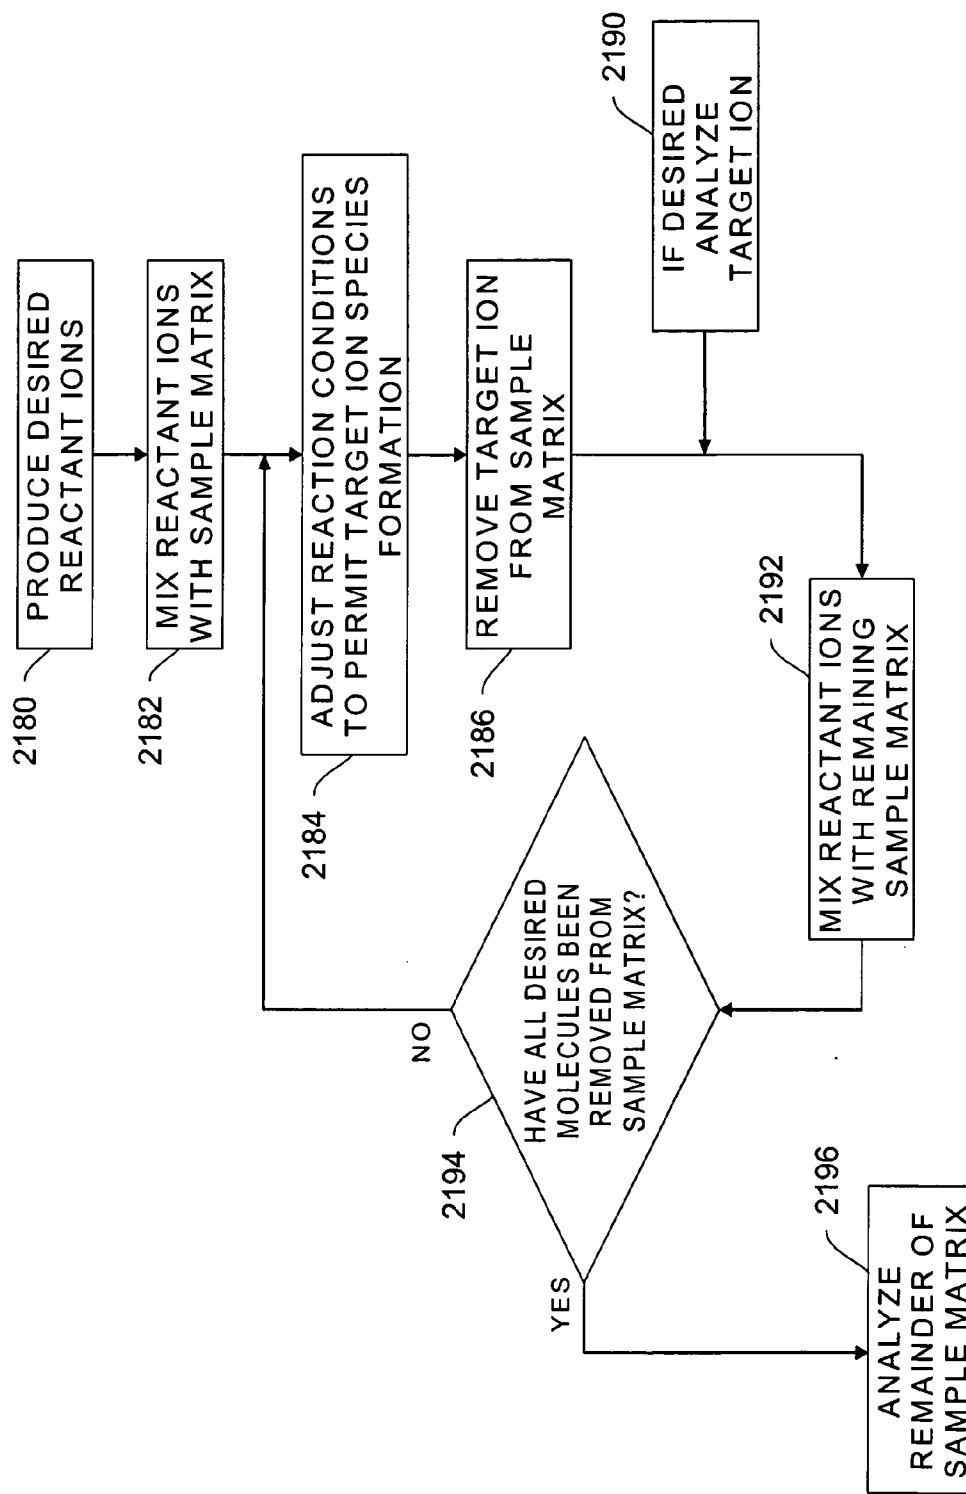 2180
PRODUCE DESIRED
REACTANT IONS
2182
MIX REACTANT IONS
WITH SAMPLE MATRIX
2184
ADJUST REACTION CONDITIONS
TO PERMIT TARGET ION SPECIES
FORMATION
2186
REMOVE TARGET ION
FROM SAMPLE
MATRIX
2190
IF DESIRED
ANALYZE
TARGET ION
2192
MIX REACTANT IONS
WITH REMAINING
SAMPLE MATRIX
2194
HAVE ALL DESIRED
MOLECULES BEEN
REMOVED FROM
SAMPLE MATRIX?
NO
YES
2196
ANALYZE
REMAINDER OF
SAMPLE MATRIX